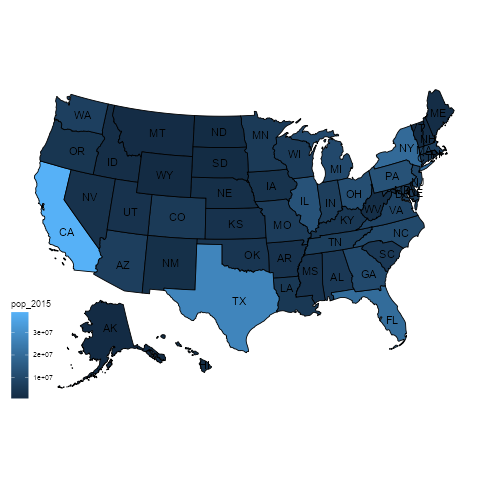 WA
MT
ND
MN
ME
OR
ID
SD
WI
MI
NY
WY
NE
IA
PA
NV
UT
CO
IL
IN
OH
WV
VA
CA
KS
MO
KY
NC
AZ
NM
OK
AR
TN
SC
TX
LA
MS
AL
GA
FL
AK
pop_2015
3e+07
2e+07
1e+07